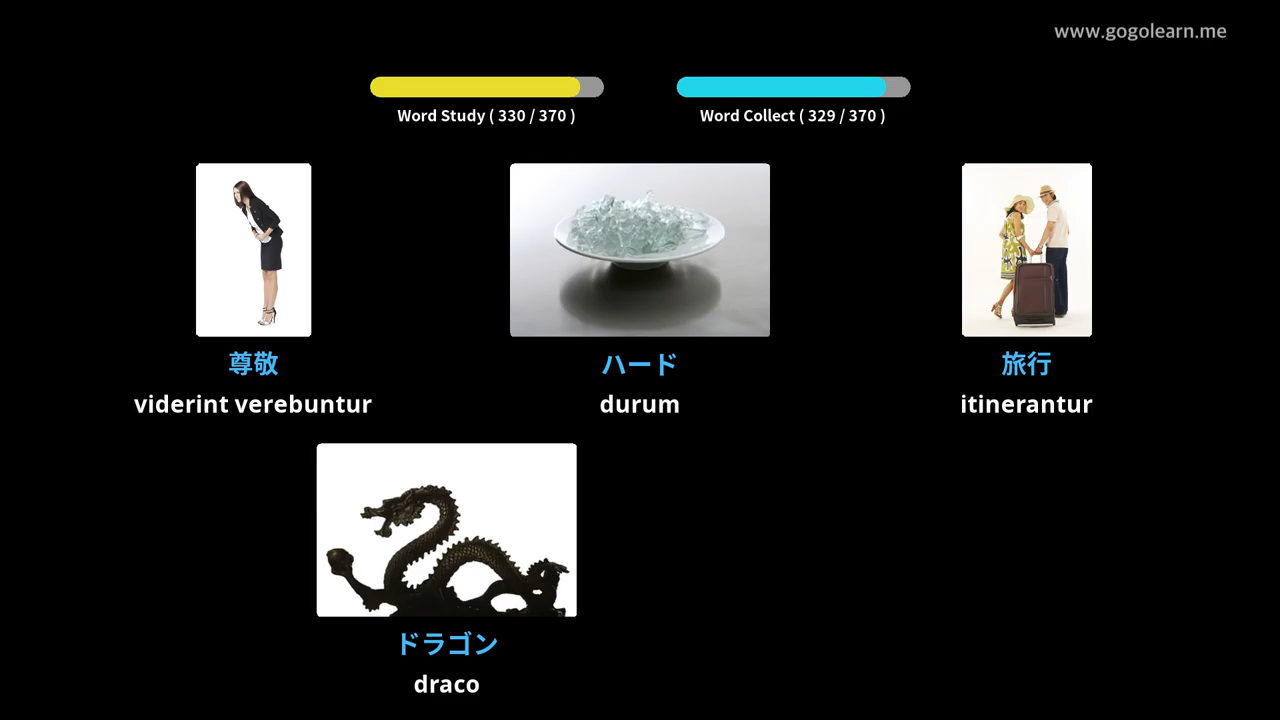 www.gogolearn.me
Word Study ( 330 / 370 )
Word Collect ( 329 / 370 )
尊敬
ハード
旅行
viderint verebuntur
durum
itinerantur
ドラゴン
draco